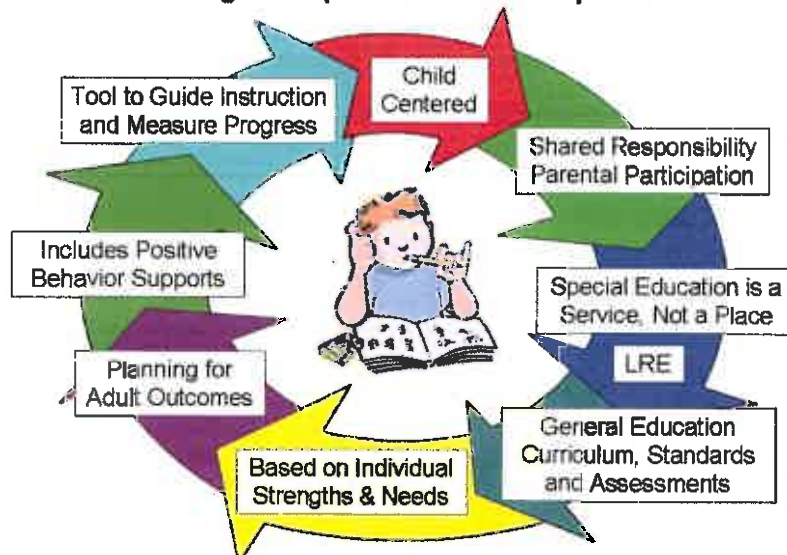 Child
Centered
Shared Responsibility
Parental Participation
Special Education is a
Service, Not a Place
LRE
General Education
Curriculum, Standards
and Assessments
Based on Individual
Strengths & Needs
Planning for
Adult Outcomes
Includes Positive
Behavior Supports
Tool to Guide Instruction
and Measure Progress